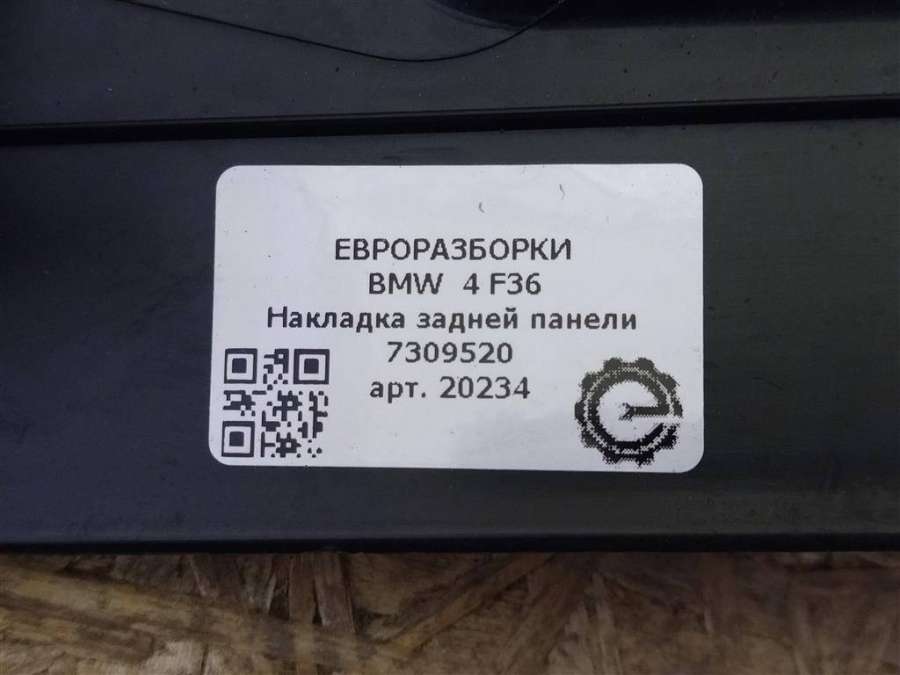 ЕВРОРАЗБОРКИ
BMW 4 F36
Накладка задней панели
7309520
арт. 20234